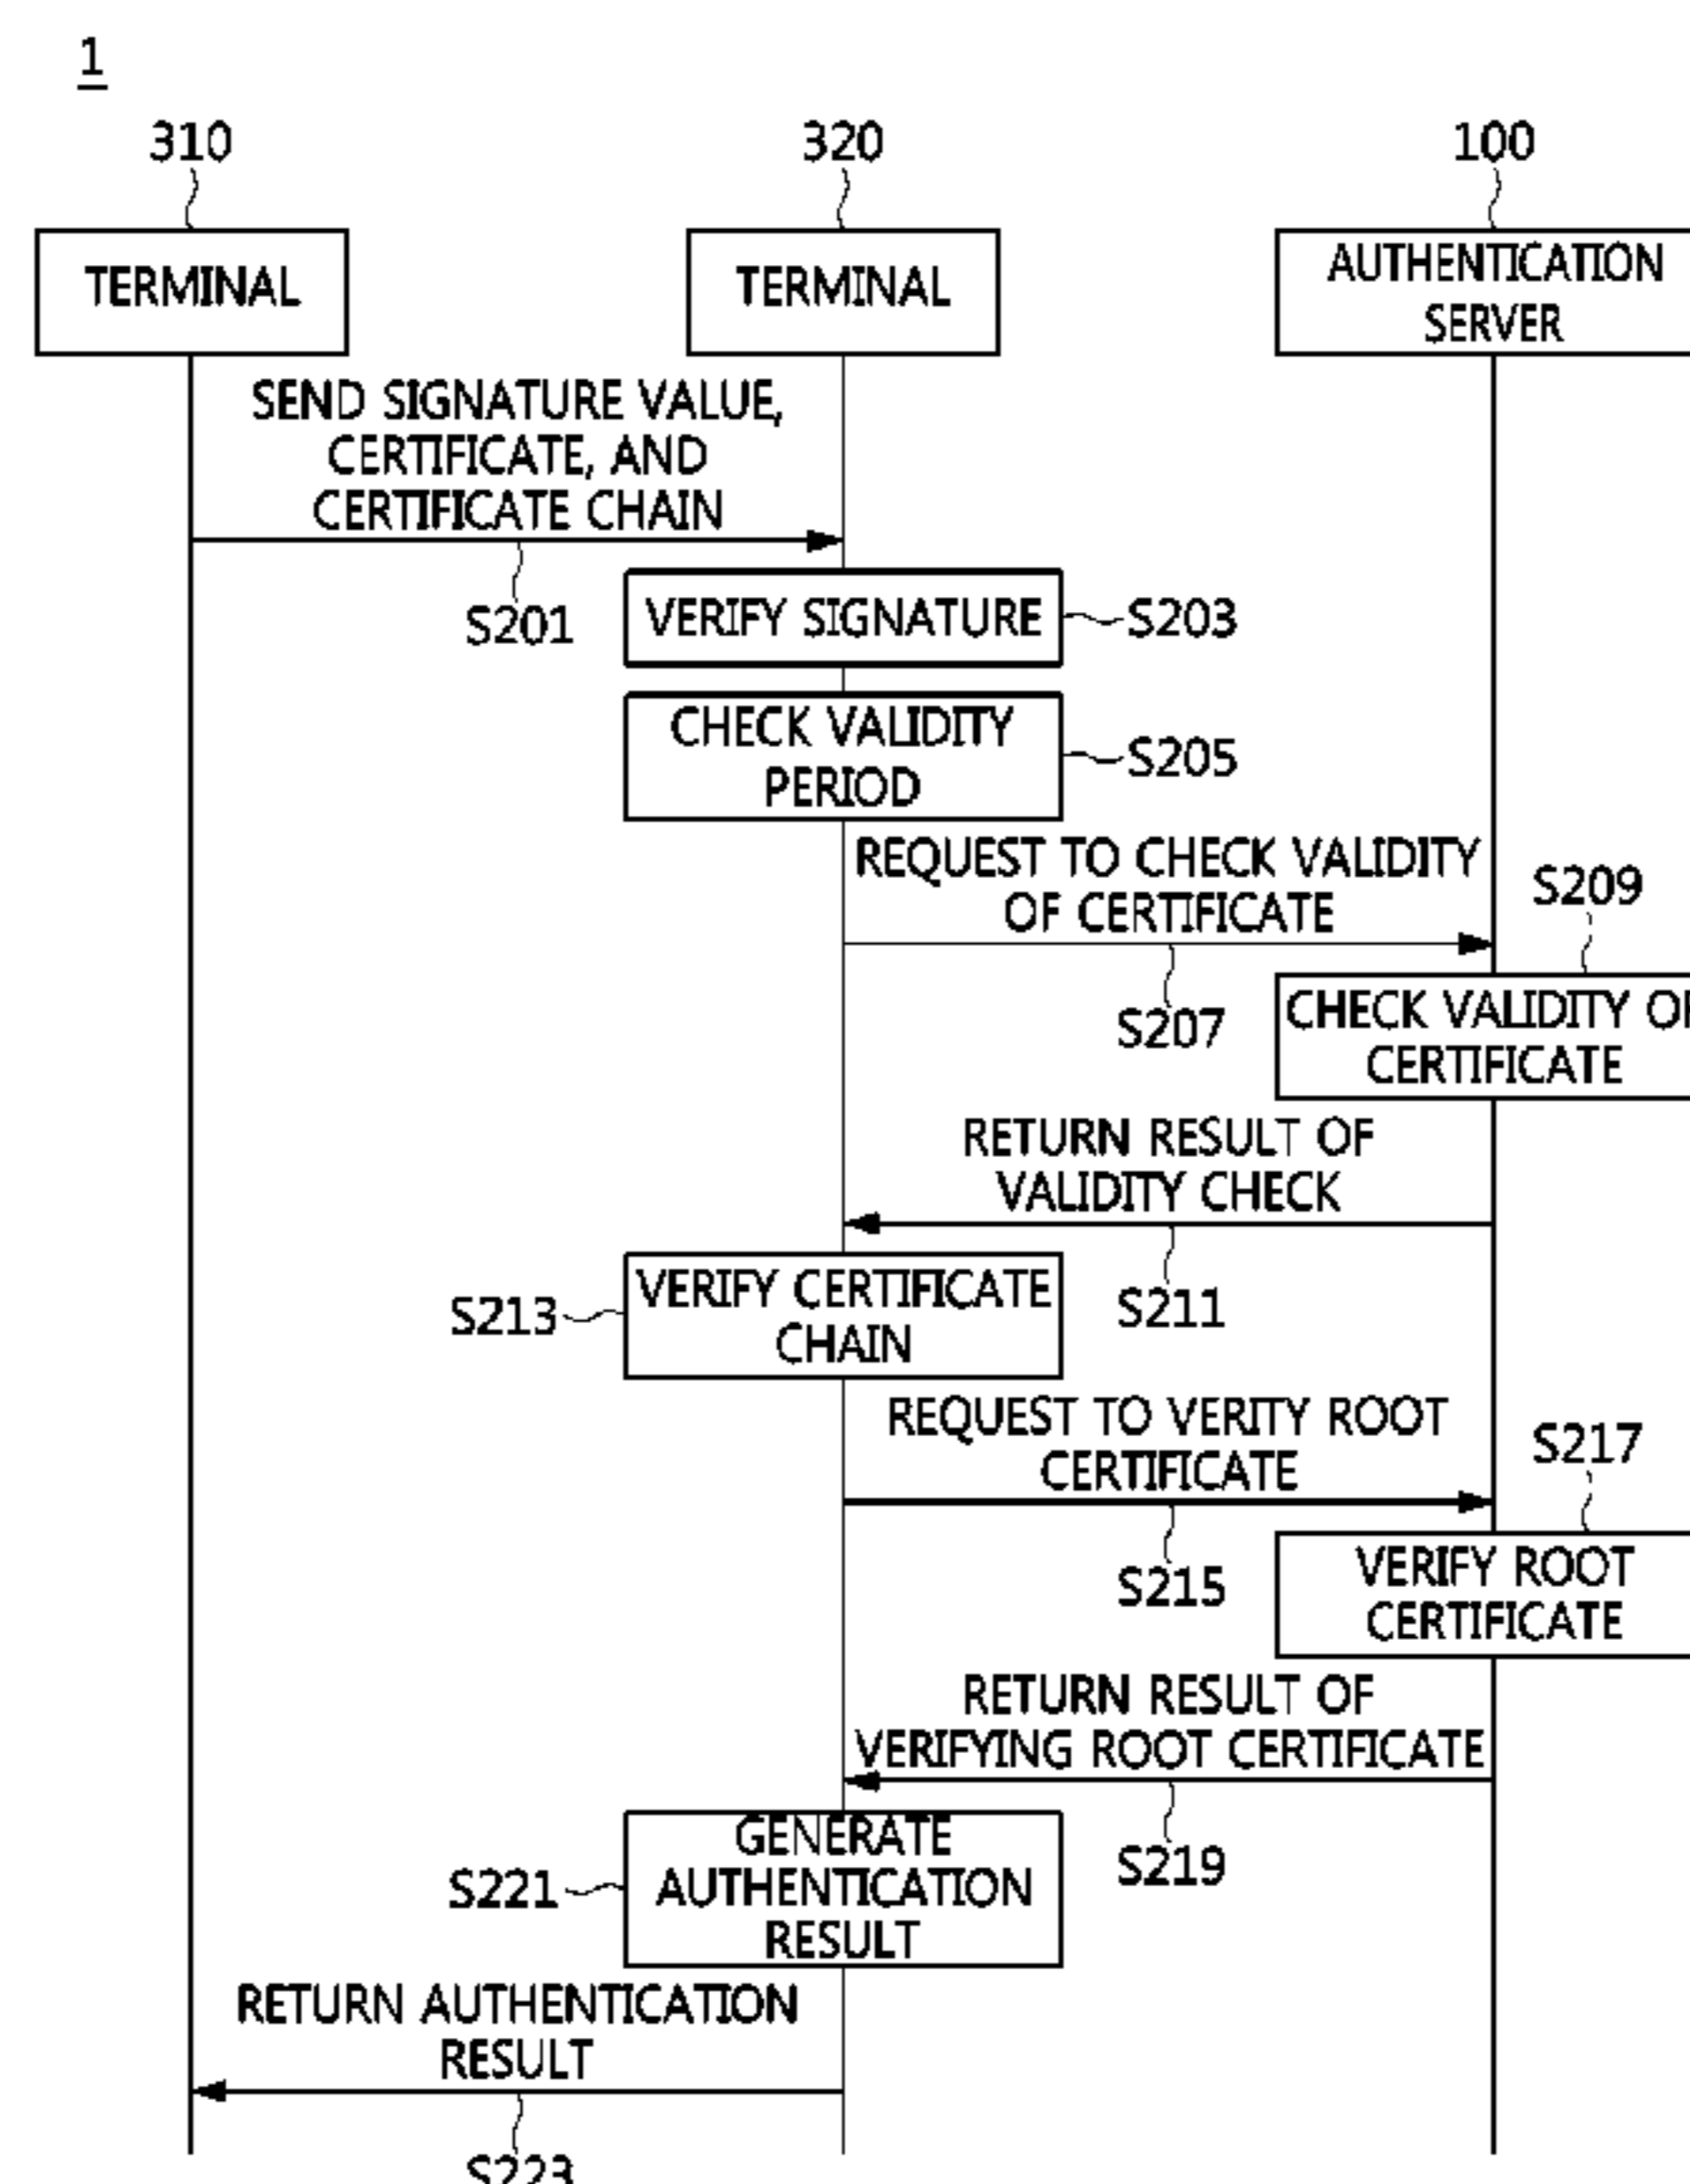 1
310
320
100
TERMINAL
TERMINAL
AUTHENTICATION
SERVER
SEND SIGNATURE VALUE,
CERTIFICATE, AND
CERTIFICATE CHAIN
S201
VERIFY SIGNATURE
S203
CHECK VALIDITY
PERIOD
S205
REQUEST TO CHECK VALIDITY
OF CERTIFICATE
S207
S209
CHECK VALIDITY OF
CERTIFICATE
RETURN RESULT OF
VALIDITY CHECK
S211
S213
VERIFY CERTIFICATE
CHAIN
REQUEST TO VERITY ROOT
CERTIFICATE
S215
S217
VERIFY ROOT
CERTIFICATE
RETURN RESULT OF
VERIFYING ROOT CERTIFICATE
S219
S221
GENERATE
AUTHENTICATION
RESULT
RETURN AUTHENTICATION
RESULT
S223